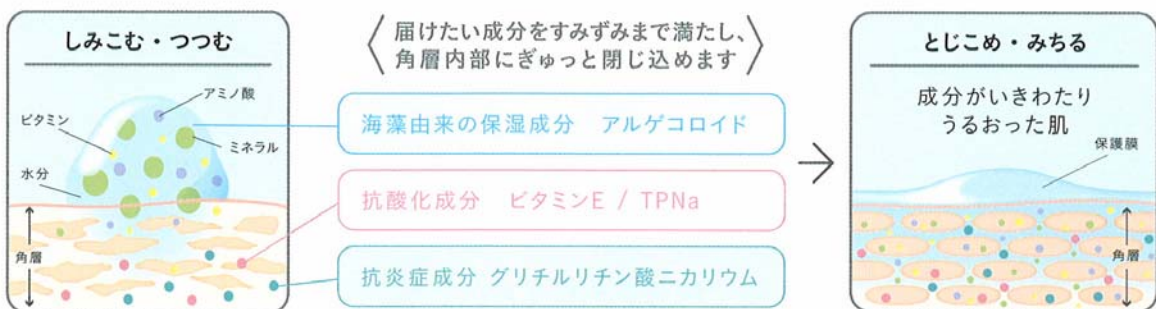 しみこむ・つつむ
アミノ酸
ビタミン
ミネラル
水分
角層
届けたい成分をすみずみまで満たし、
角層内部にぎゅっと閉じ込めます
海藻由来の保湿成分 アルゲコロイド
抗酸化成分 ビタミンE / TPNa
抗炎症成分 グリチルリチン酸ニカリウム
とじこめ・みちる
成分がいきわたり
うるおった肌
保護膜
角層